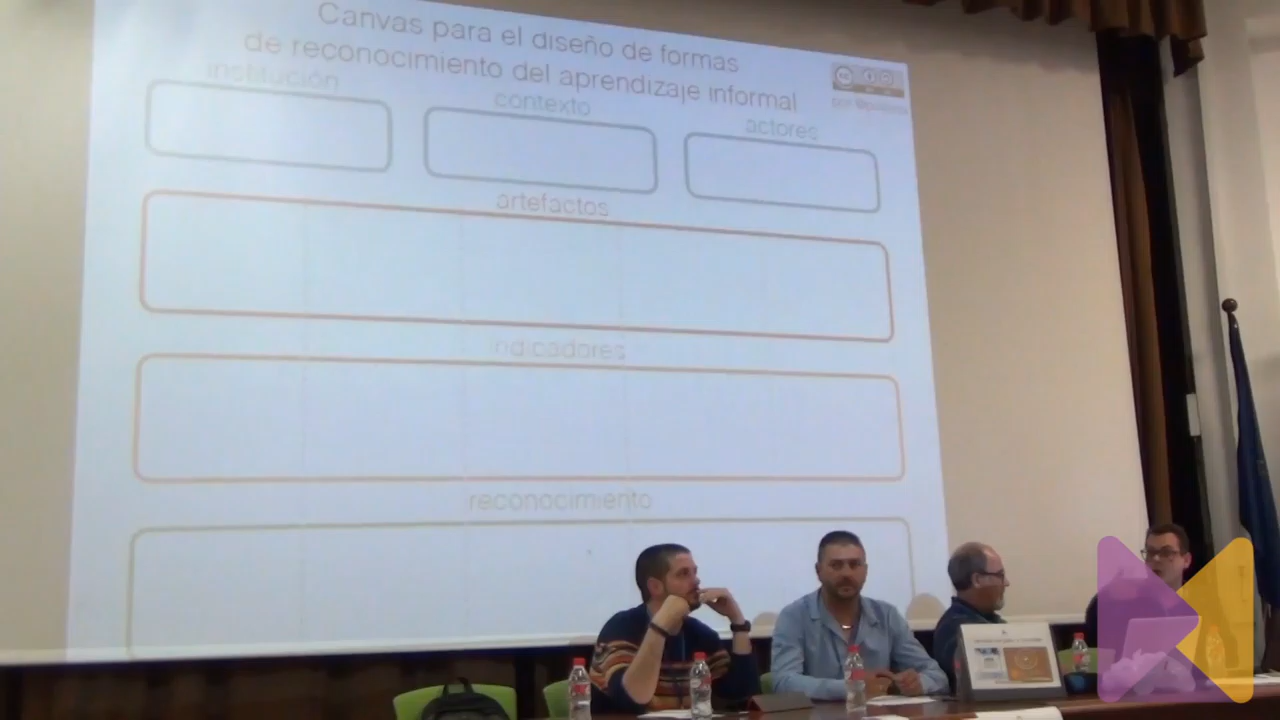 Canvas para el diseño de formas
de reconocimiento del aprendizaje informal
institución
contexto
actores
artefactos
indicadores
reconocimiento